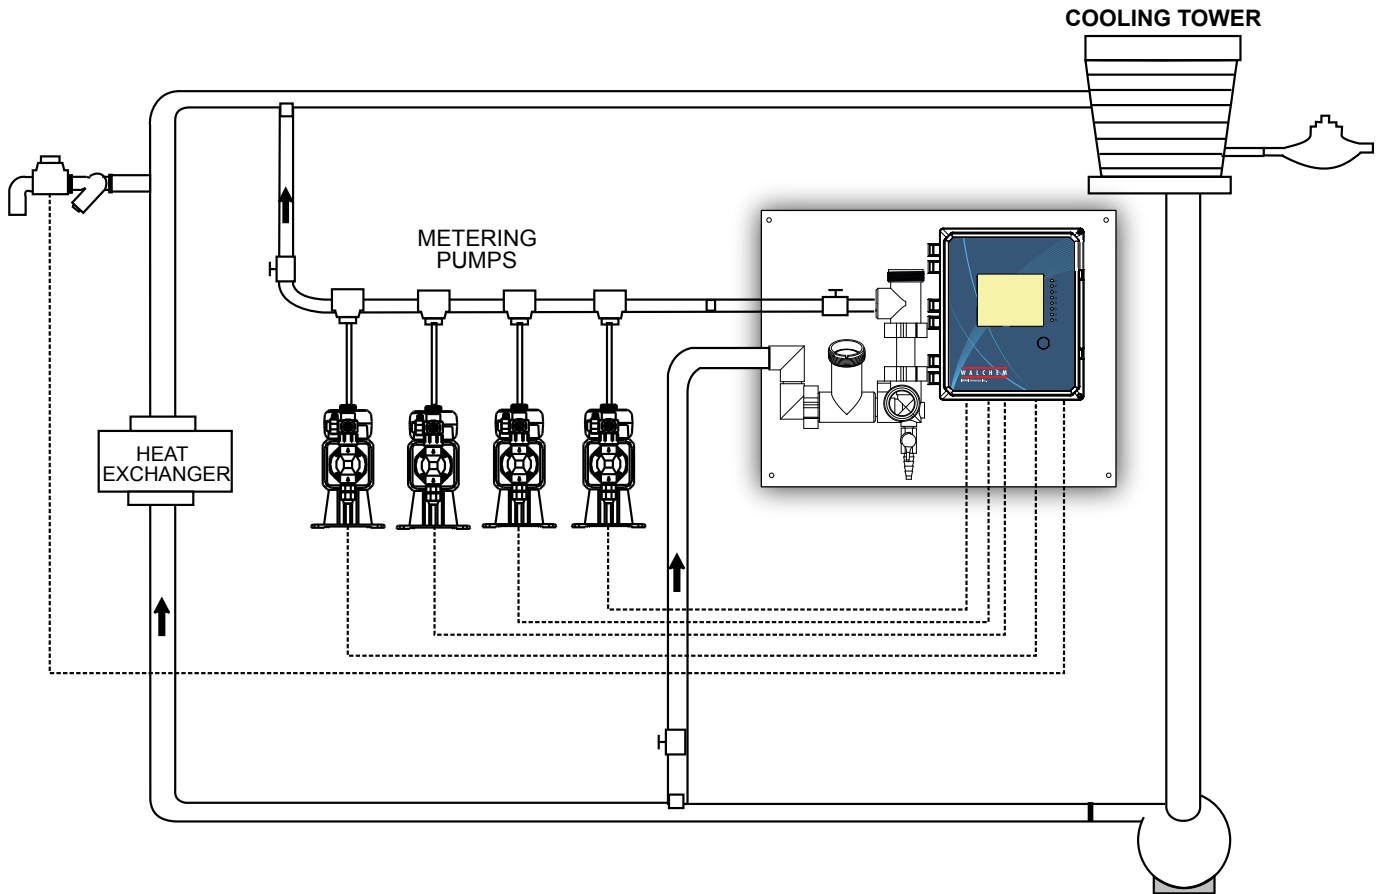 COOLING TOWER
METERING
PUMPS
WALCHEM
HEAT
EXCHANGER